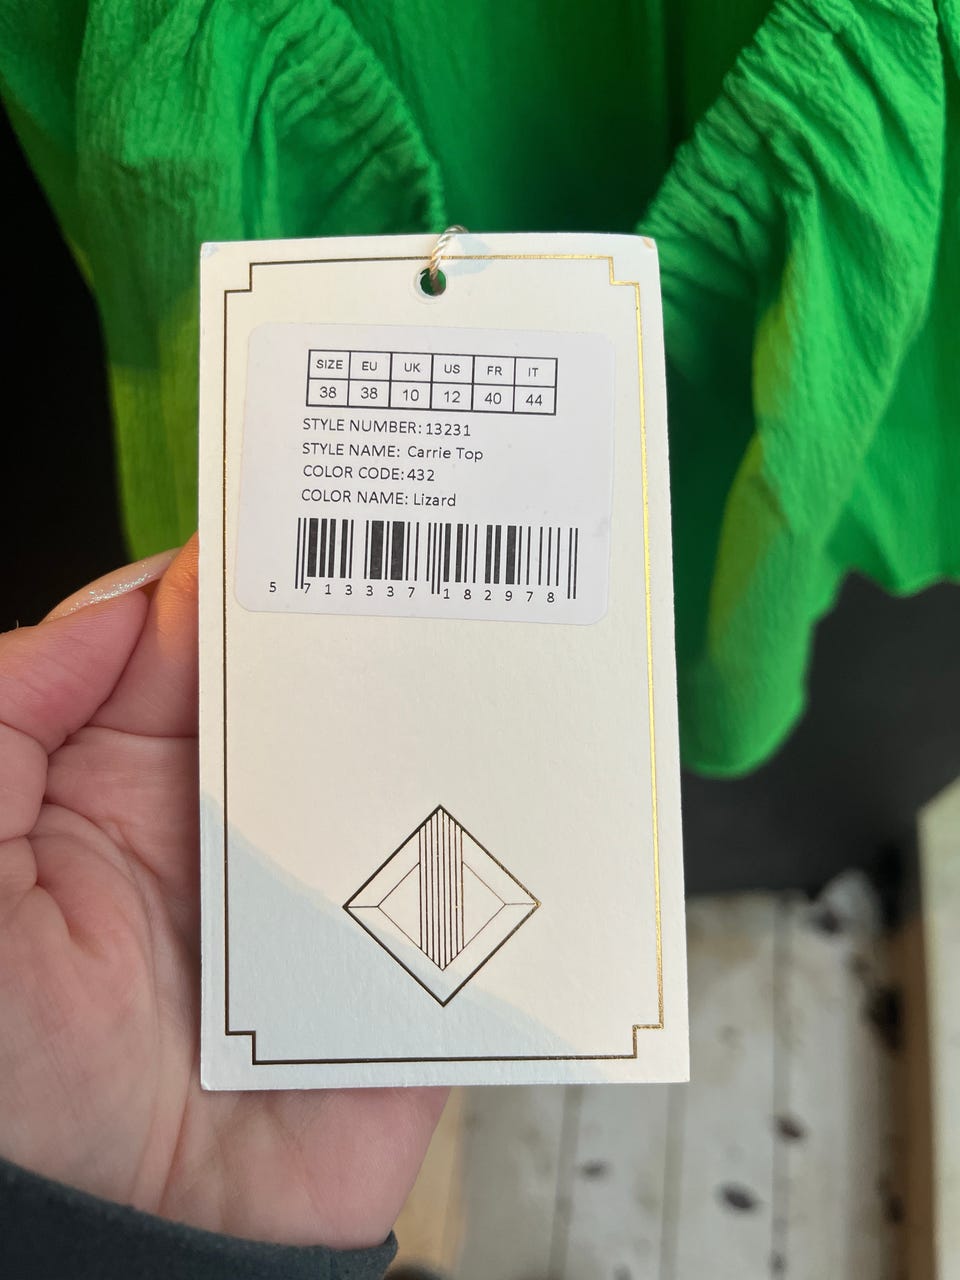 SIZE EU UK US FR IT
38 38 10 12 40 44
STYLE NUMBER: 13231
STYLE NAME: Carrie Top
COLOR CODE: 432
COLOR NAME: Lizard
5 713337 182978